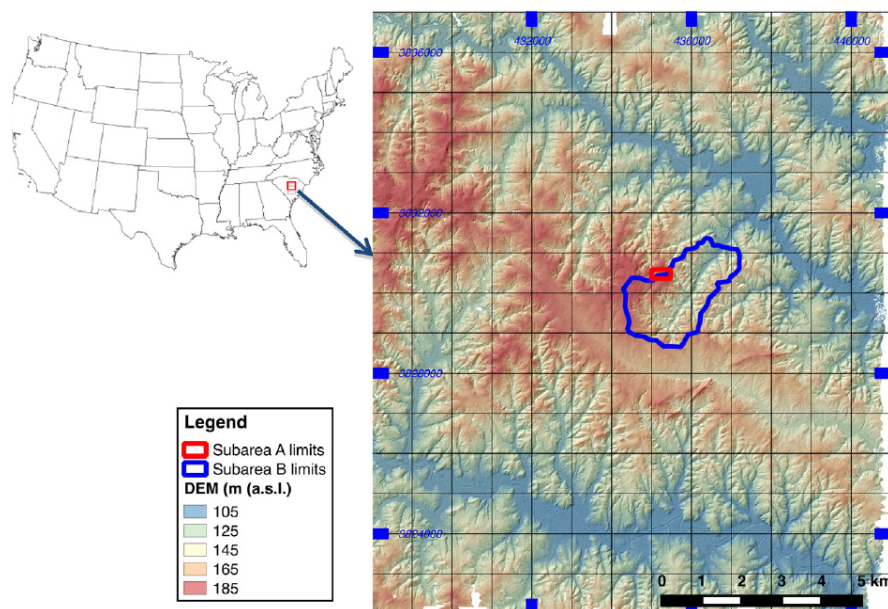 432000
436000
440000
3836000
3832000
3828000
3824000
Legend
Subarea A limits
Subarea B limits
DEM (m (a.s.l.)
105
125
145
165
185
0 1 2 3 4 5 km